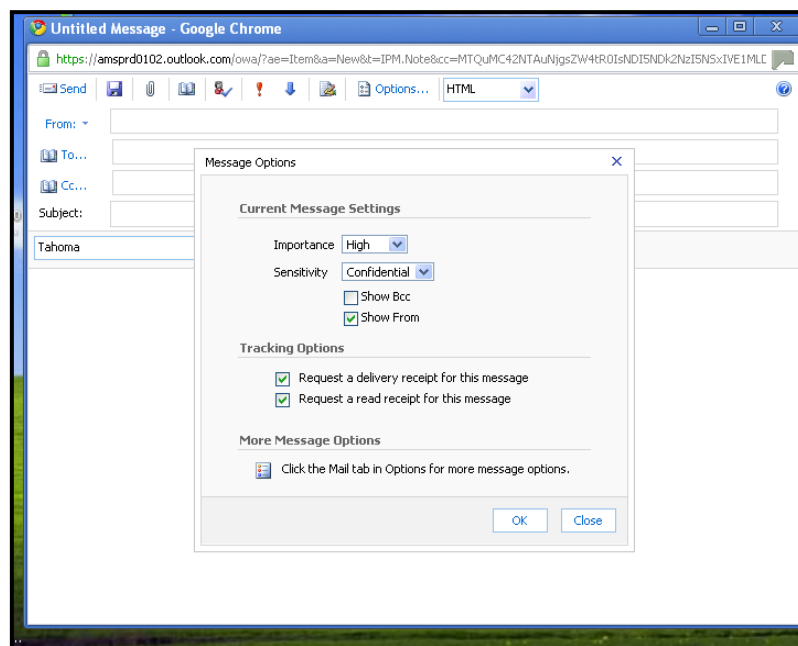 Untitled Message - Google Chrome
https://amsprd0102.outlook.com/owa/?ae=Item&a=New&t=IPM.Note&cc=
Send Options... HTML
From:
To...
Cc...
Subject:
Tahoma
Message Options
Current Message Settings
Importance High
Sensitivity Confidential
Show Bcc
Show From
Tracking Options
Request a delivery receipt for this message
Request a read receipt for this message
More Message Options
Click the Mail tab in Options for more message options.
OK Close